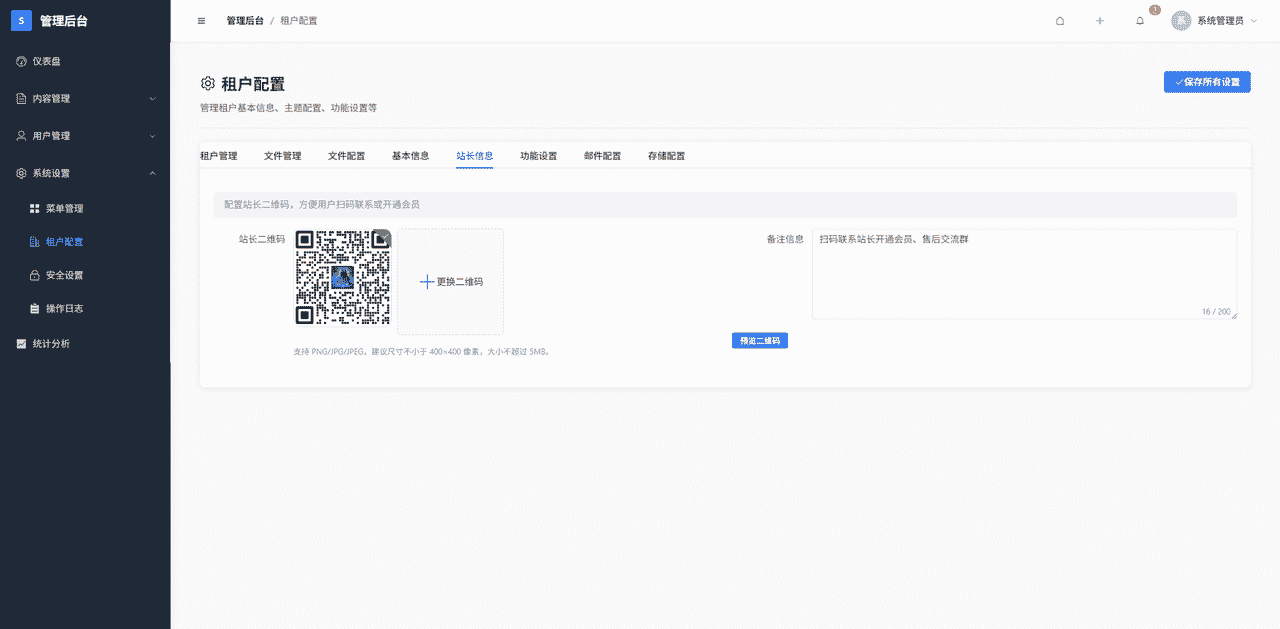 S 管理后台
管理后台 / 租户配置
系统管理员
仪表盘
内容管理
用户管理
系统设置
菜单管理
租户配置
安全设置
操作日志
统计分析
租户配置
保存所有设置
管理租户基本信息、主题配置、功能设置等
租户管理 文件管理 文件配置 基本信息 站长信息 功能设置 邮件配置 存储配置
配置站长二维码，方便用户扫码联系或开通会员
站长二维码
更换二维码
支持 PNG/JPG/JPEG，建议尺寸不小于 400×400 像素，大小不超过 5MB。
备注信息
扫码联系站长开通会员、售后交流群
16 / 200
预览二维码